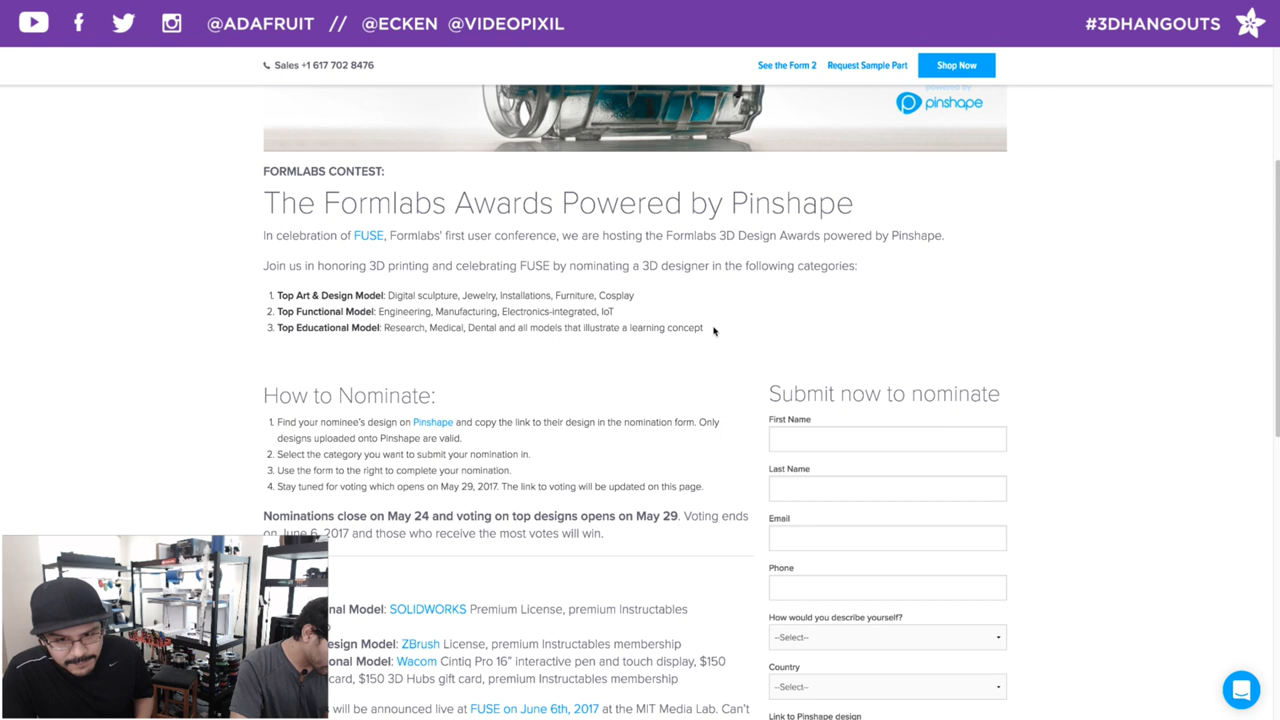 @ADAFRUIT // @ECKEN @VIDEOPIXIL
#3DHANGOUTS
Sales +1 617 702 8476
See the Form 2
Request Sample Part
Shop Now
powered by
pinshape
FORMLABS CONTEST:
The Formlabs Awards Powered by Pinshape
In celebration of FUSE, Formlabs' first user conference, we are hosting the Formlabs 3D Design Awards powered by Pinshape.
Join us in honoring 3D printing and celebrating FUSE by nominating a 3D designer in the following categories:
1. Top Art & Design Model: Digital sculpture, Jewelry, Installations, Furniture, Cosplay
2. Top Functional Model: Engineering, Manufacturing, Electronics-integrated, IoT
3. Top Educational Model: Research, Medical, Dental and all models that illustrate a learning concept
How to Nominate:
1. Find your nominee's design on Pinshape and copy the link to their design in the nomination form. Only
designs uploaded onto Pinshape are valid.
2. Select the category you want to submit your nomination in.
3. Use the form to the right to complete your nomination.
4. Stay tuned for voting which opens on May 29, 2017. The link to voting will be updated on this page.
Nominations close on May 24 and voting on top designs opens on May 29. Voting ends
on June 6, 2017 and those who receive the most votes will win.
nal Model: SOLIDWORKS Premium License, premium Instructables
esign Model: ZBrush License, premium Instructables membership
onal Model: Wacom Cintiq Pro 16" interactive pen and touch display, $150
card, $150 3D Hubs gift card, premium Instructables membership
will be announced live at FUSE on June 6th, 2017 at the MIT Media Lab. Can't
Submit now to nominate
First Name
Last Name
Email
Phone
How would you describe yourself?
--Select--
Country
--Select--
Link to Pinshape design